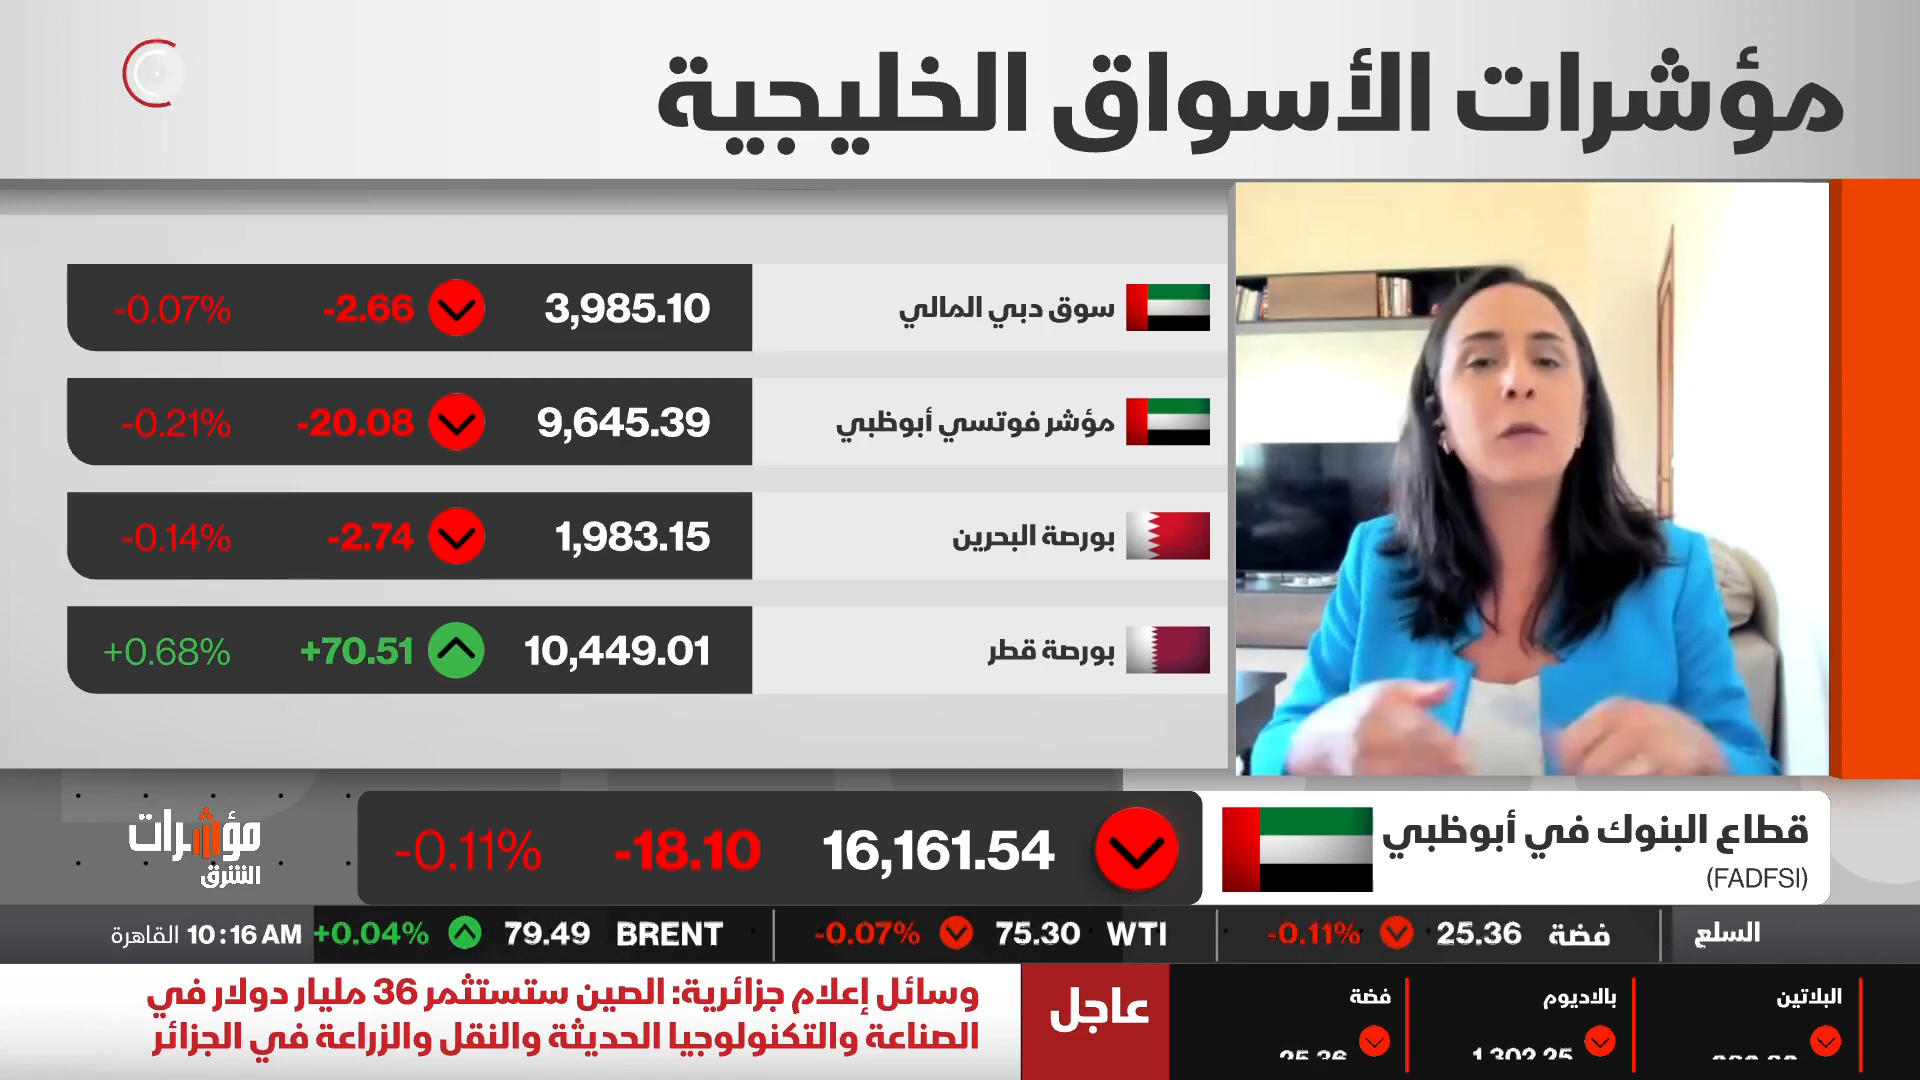 مؤشرات الأسواق الخليجية
سوق دبي المالي 3,985.10 -2.66 -0.07%
مؤشر فوتسي أبوظبي 9,645.39 -20.08 -0.21%
بورصة البحرين 1,983.15 -2.74 -0.14%
بورصة قطر 10,449.01 +70.51 +0.68%
قطاع البنوك في أبوظبي 16,161.54 -18.10 -0.11%
(FADFSI)
مؤشرات
الشرق
السلع فضة 25.36 -0.11% WTI 75.30 -0.07% BRENT 79.49 +0.04% 10:16 AM القاهرة
البلاتين بالاديوم فضة
1,302.25 25.36
عاجل
وسائل إعلام جزائرية: الصين ستستثمر 36 مليار دولار في
الصناعة والتكنولوجيا الحديثة والنقل والزراعة في الجزائر